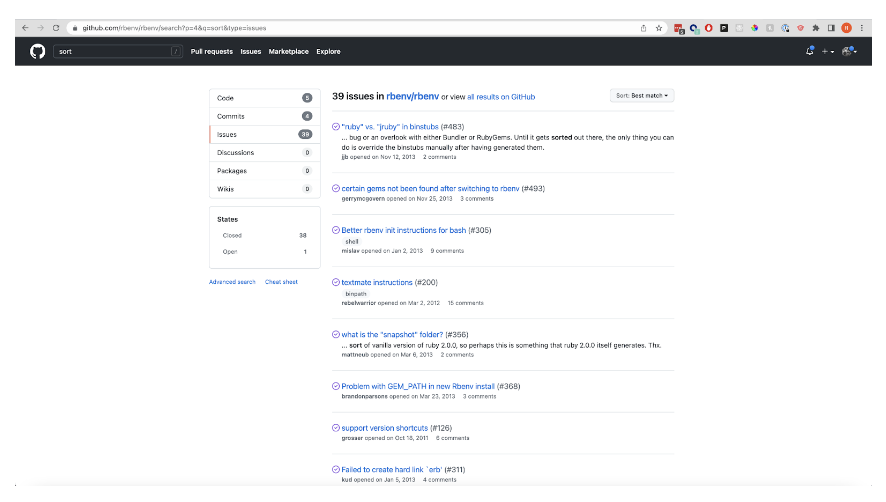 github.com/rbenv/rbenv/search?p=4&q=sort&type=issues
sort
/
Pull requests Issues Marketplace Explore
Code 5
Commits 4
Issues 39
Discussions 0
Packages 0
Wikis 0
States
Closed 38
Open 1
Advanced search Cheat sheet
39 issues in rbenv/rbenv or view all results on GitHub
Sort: Best match
"ruby" vs. "jruby" in binstubs (#483)
... bug or an overlook with either Bundler or RubyGems. Until it gets sorted out there, the only thing you can
do is override the binstubs manually after having generated them.
jjb opened on Nov 12, 2013 2 comments
certain gems not been found after switching to rbenv (#493)
gerrymcgovern opened on Nov 25, 2013 3 comments
Better rbenv init instructions for bash (#305)
shell
mislav opened on Jan 2, 2013 9 comments
textmate instructions (#200)
binpath
rebelwarrior opened on Mar 2, 2012 15 comments
what is the "snapshot" folder? (#356)
... sort of vanilla version of ruby 2.0.0, so perhaps this is something that ruby 2.0.0 itself generates. Thx.
mattneub opened on Mar 6, 2013 2 comments
Problem with GEM_PATH in new Rbenv install (#368)
brandonparsons opened on Mar 23, 2013 3 comments
support version shortcuts (#126)
grosser opened on Oct 18, 2011 6 comments
Failed to create hard link `erb' (#311)
kud opened on Jan 5, 2013 4 comments